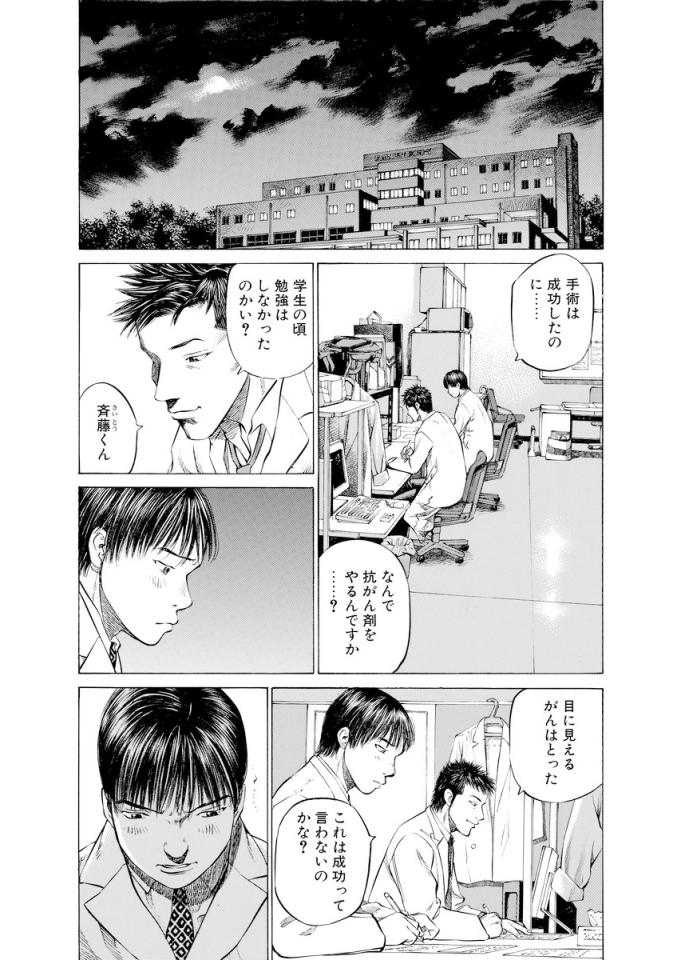 手術は
成功したの
に……
なんで
抗がん剤を
やるんですか
……？
学生の頃
勉強は
しなかった
のかい？
斉藤くん
さいとう
目に見える
がんはとった
これは成功って
言わないの
かな？